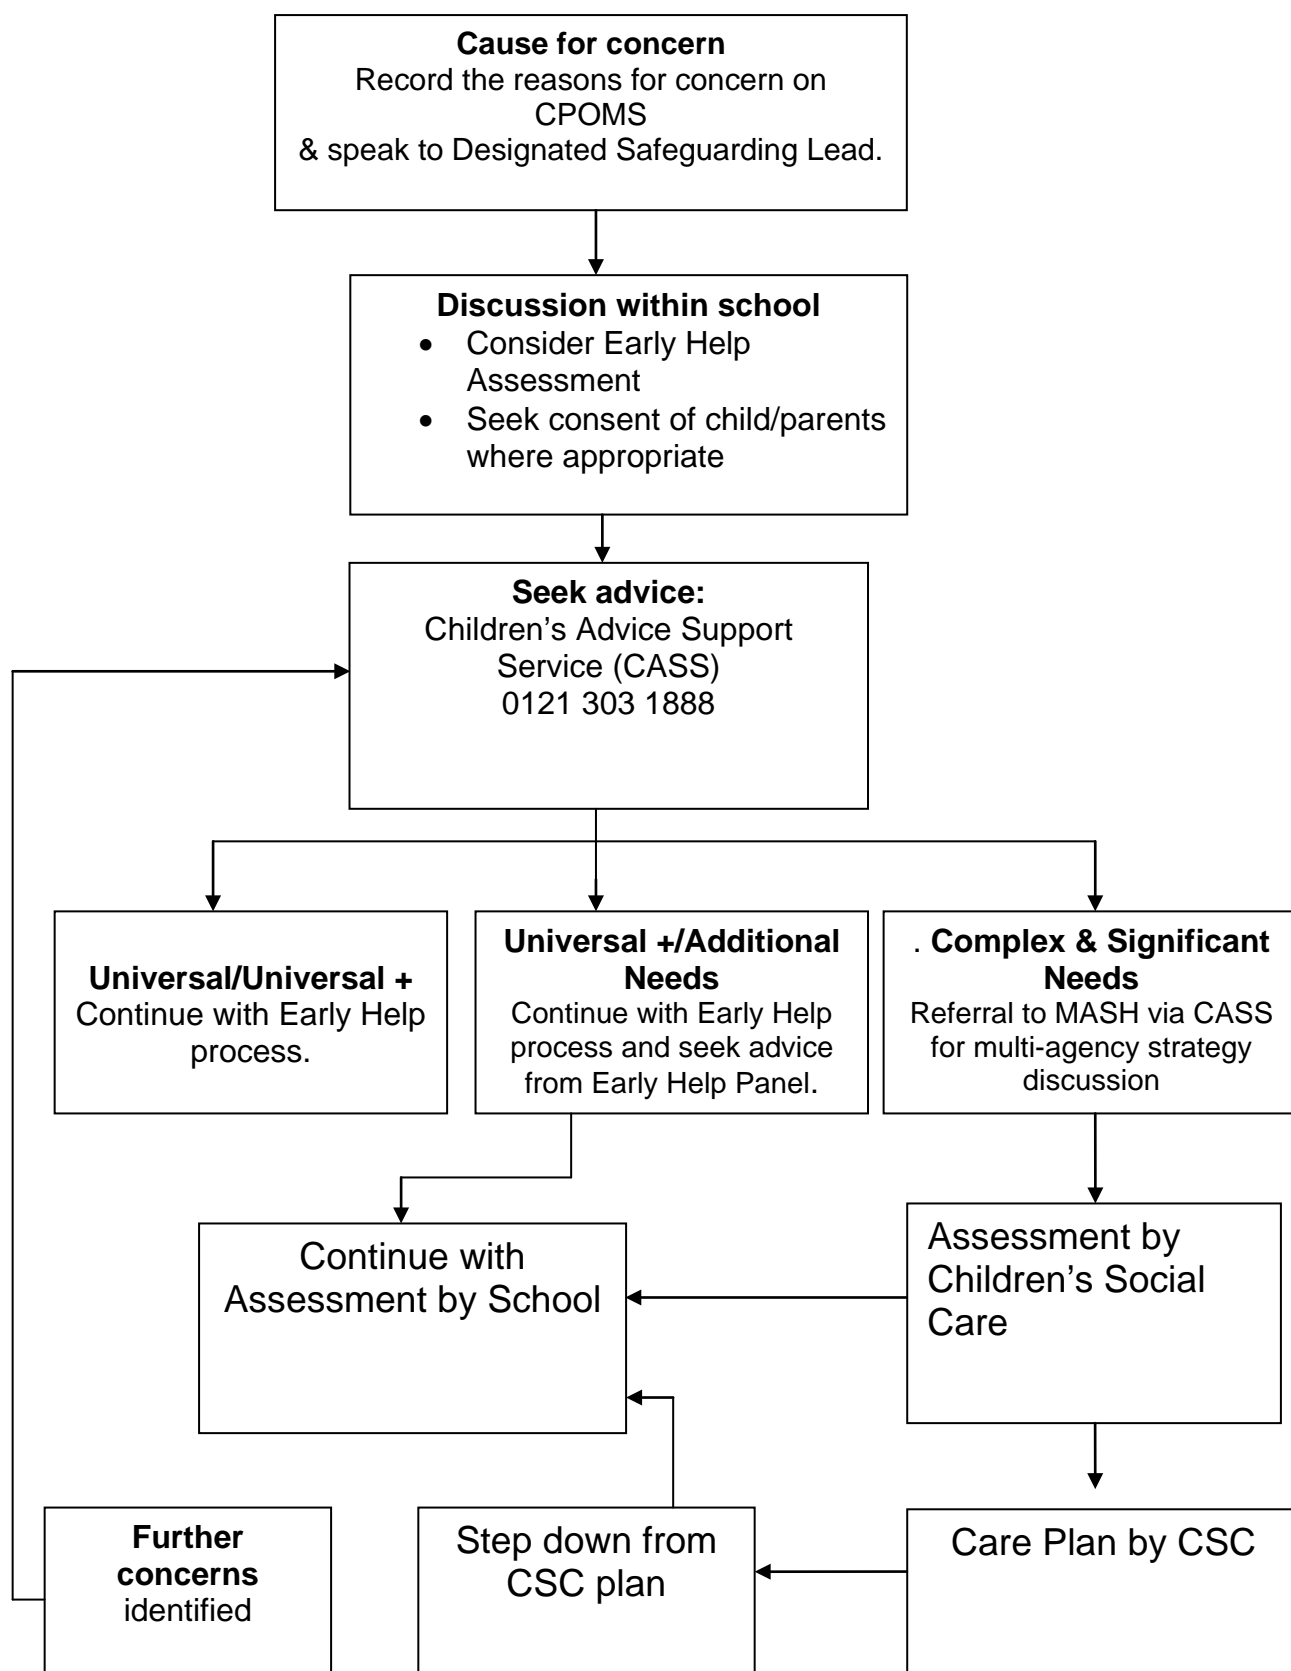 Cause for concern
Record the reasons for concern on
CPOMS
& speak to Designated Safeguarding Lead.
Discussion within school
• Consider Early Help
Assessment
• Seek consent of child/parents
where appropriate
Seek advice:
Children’s Advice Support
Service (CASS)
0121 303 1888
Universal/Universal +
Continue with Early Help
process.
Universal +/Additional
Needs
Continue with Early Help
process and seek advice
from Early Help Panel.
. Complex & Significant
Needs
Referral to MASH via CASS
for multi-agency strategy
discussion
Continue with
Assessment by School
Assessment by
Children’s Social
Care
Further
concerns
identified
Step down from
CSC plan
Care Plan by CSC